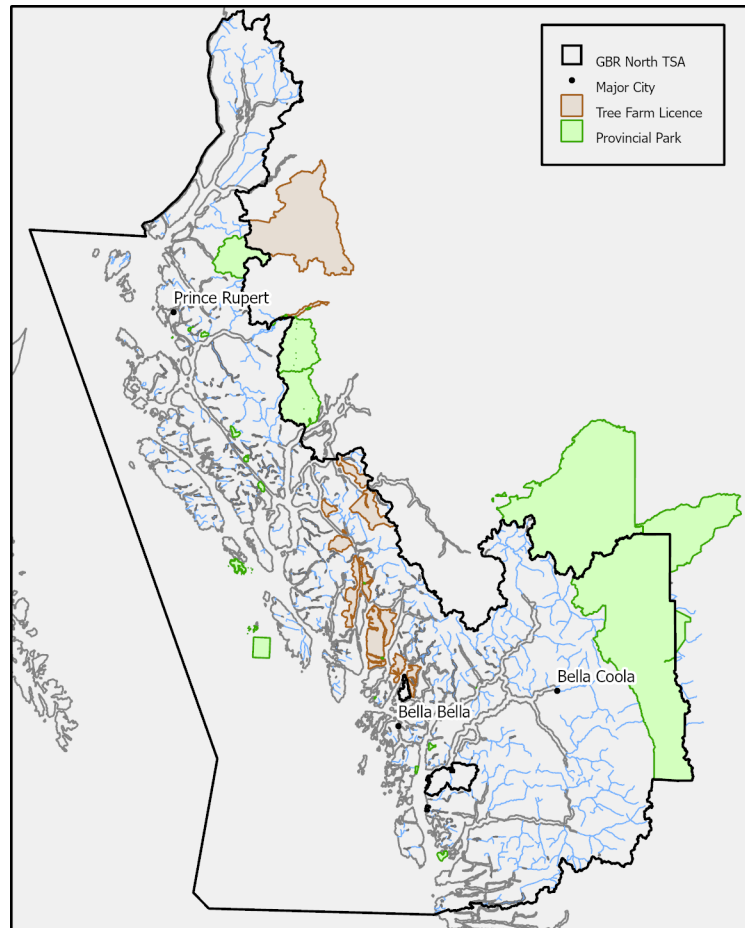 GBR North TSA
Major City
Tree Farm Licence
Provincial Park
Prince Rupert
Bella Coola
Bella Bella